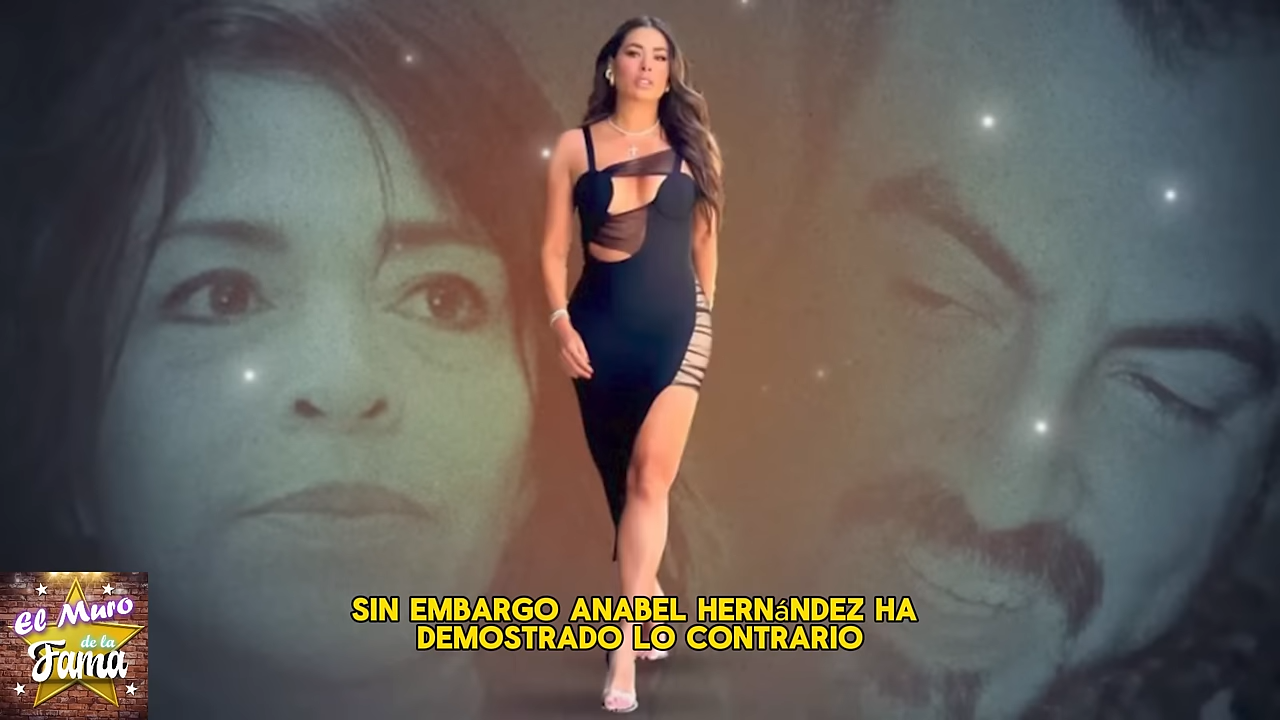 SIN EMBARGO ANABEL HERNáNDEZ HA
DEMOSTRADO LO CONTRARIO
El Muro
de la
Fama